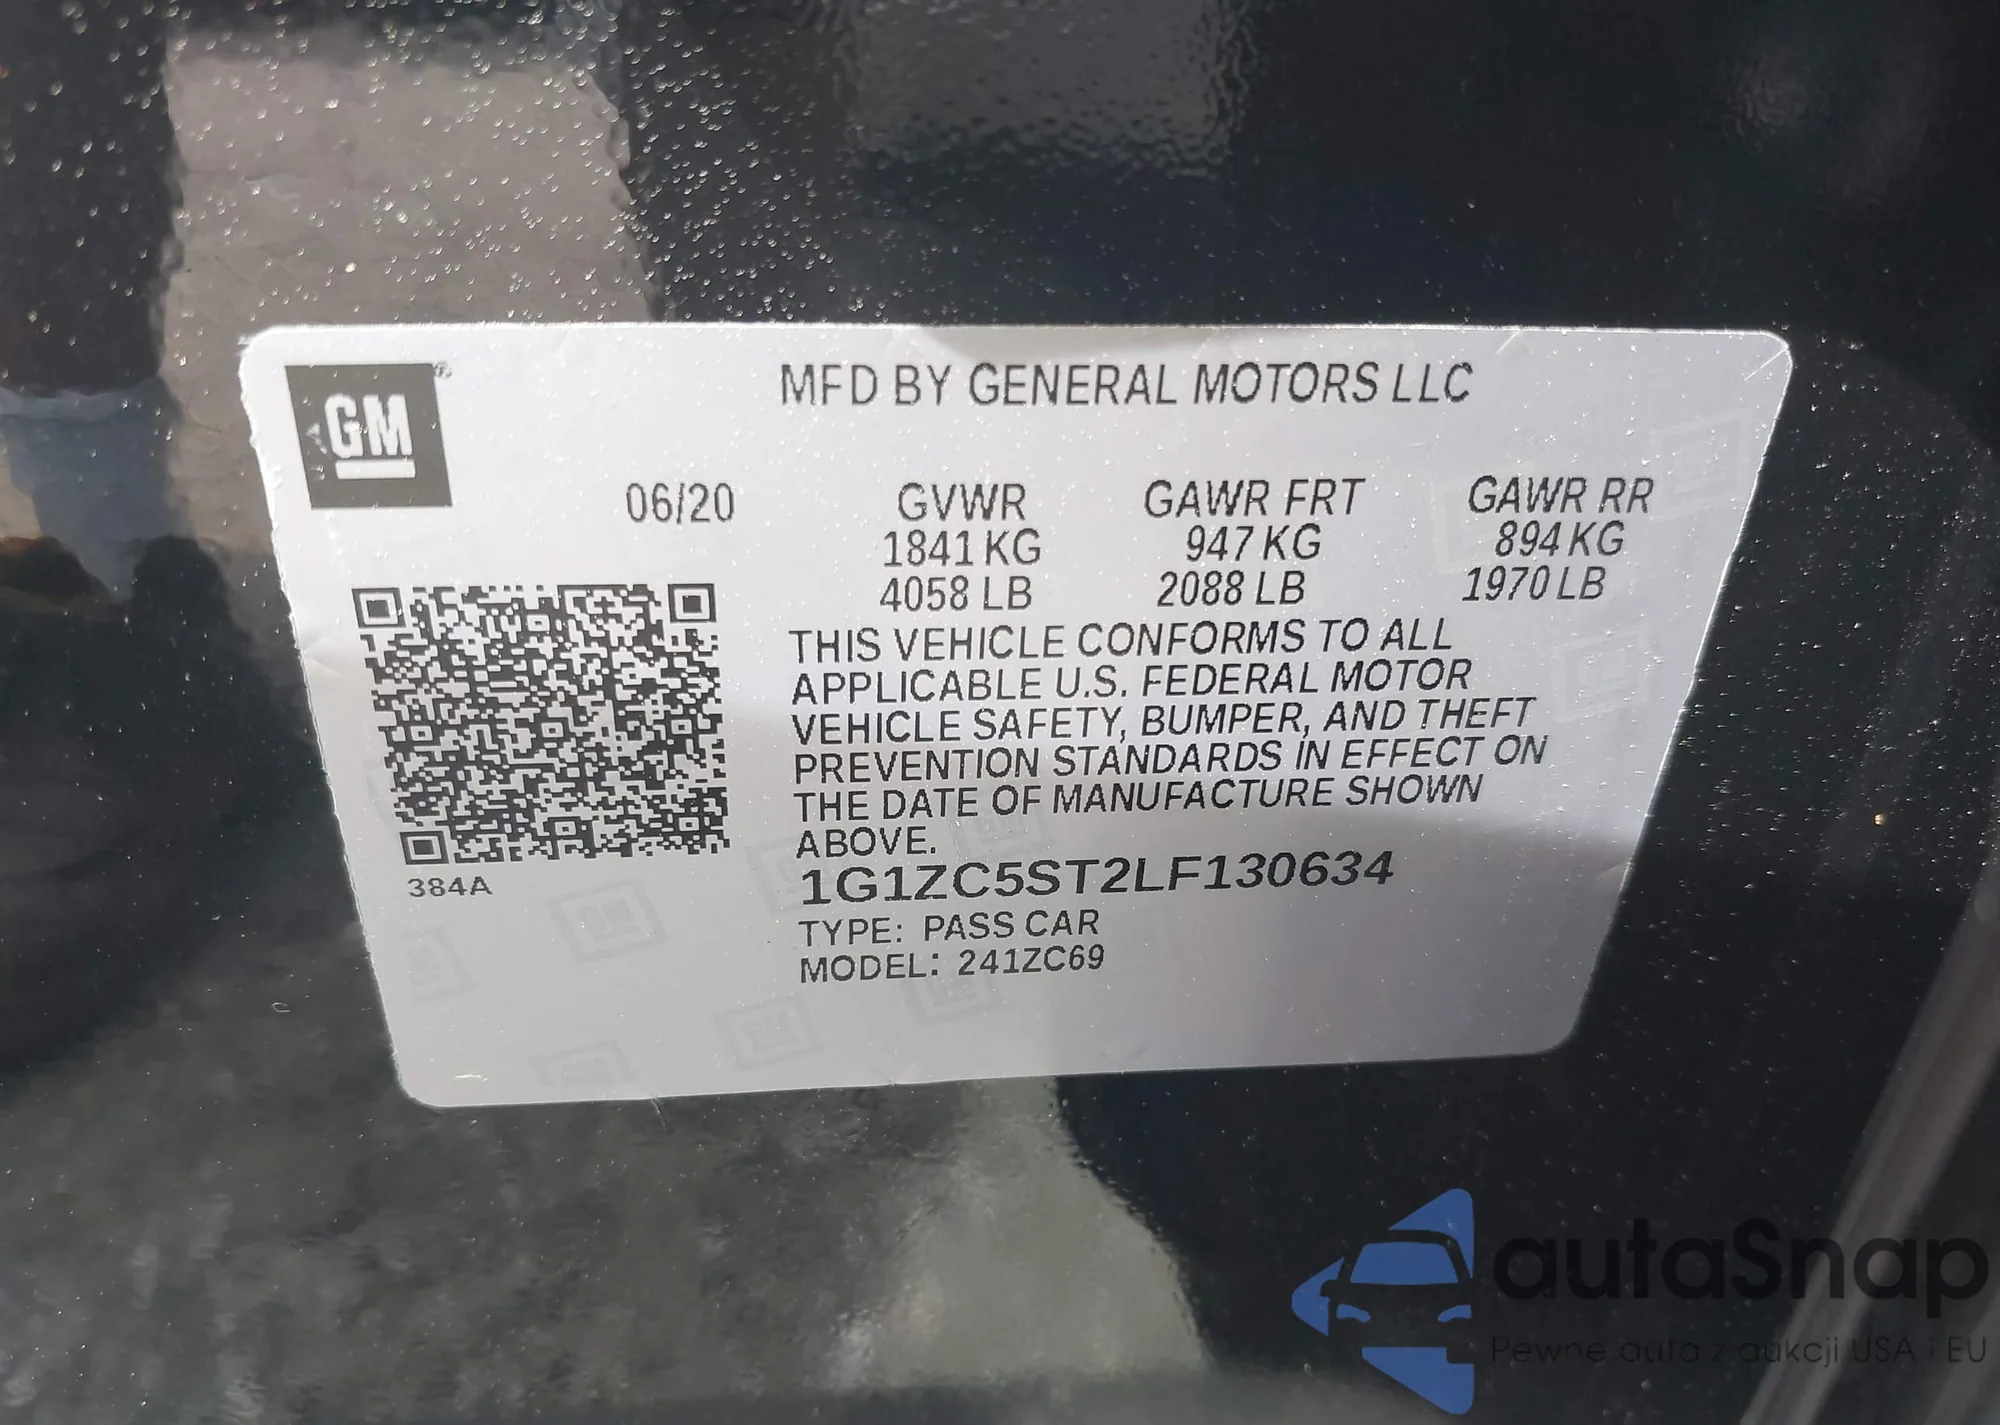 GM®
MFD BY GENERAL MOTORS LLC
06/20
GVWR GAWR FRT GAWR RR
1841 KG 947 KG 894 KG
4058 LB 2088 LB 1970 LB
THIS VEHICLE CONFORMS TO ALL
APPLICABLE U.S. FEDERAL MOTOR
VEHICLE SAFETY, BUMPER, AND THEFT
PREVENTION STANDARDS IN EFFECT ON
THE DATE OF MANUFACTURE SHOWN
ABOVE.
384A
1G1ZC5ST2LF130634
TYPE: PASS CAR
MODEL: 241ZC69
autaSnap
Pewne auta z aukcji USA i EU